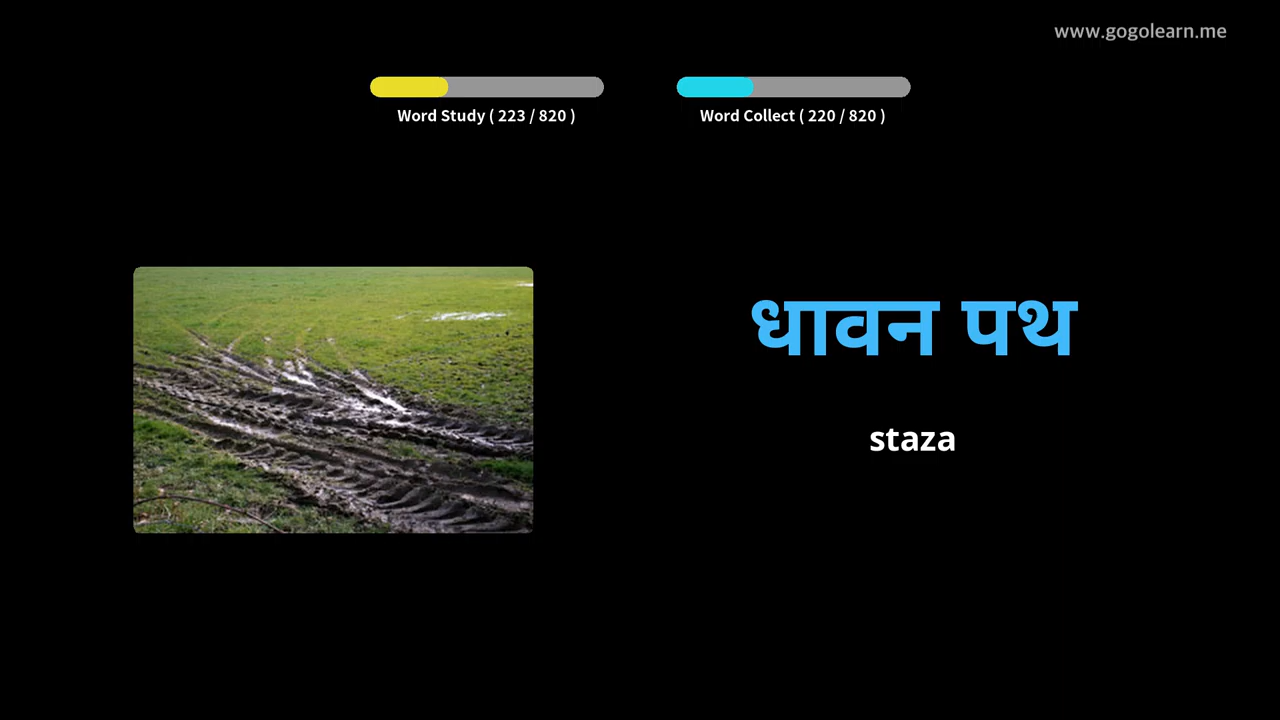 www.gogolearn.me
Word Study ( 223 / 820 )
Word Collect ( 220 / 820 )
धावन पथ
staza